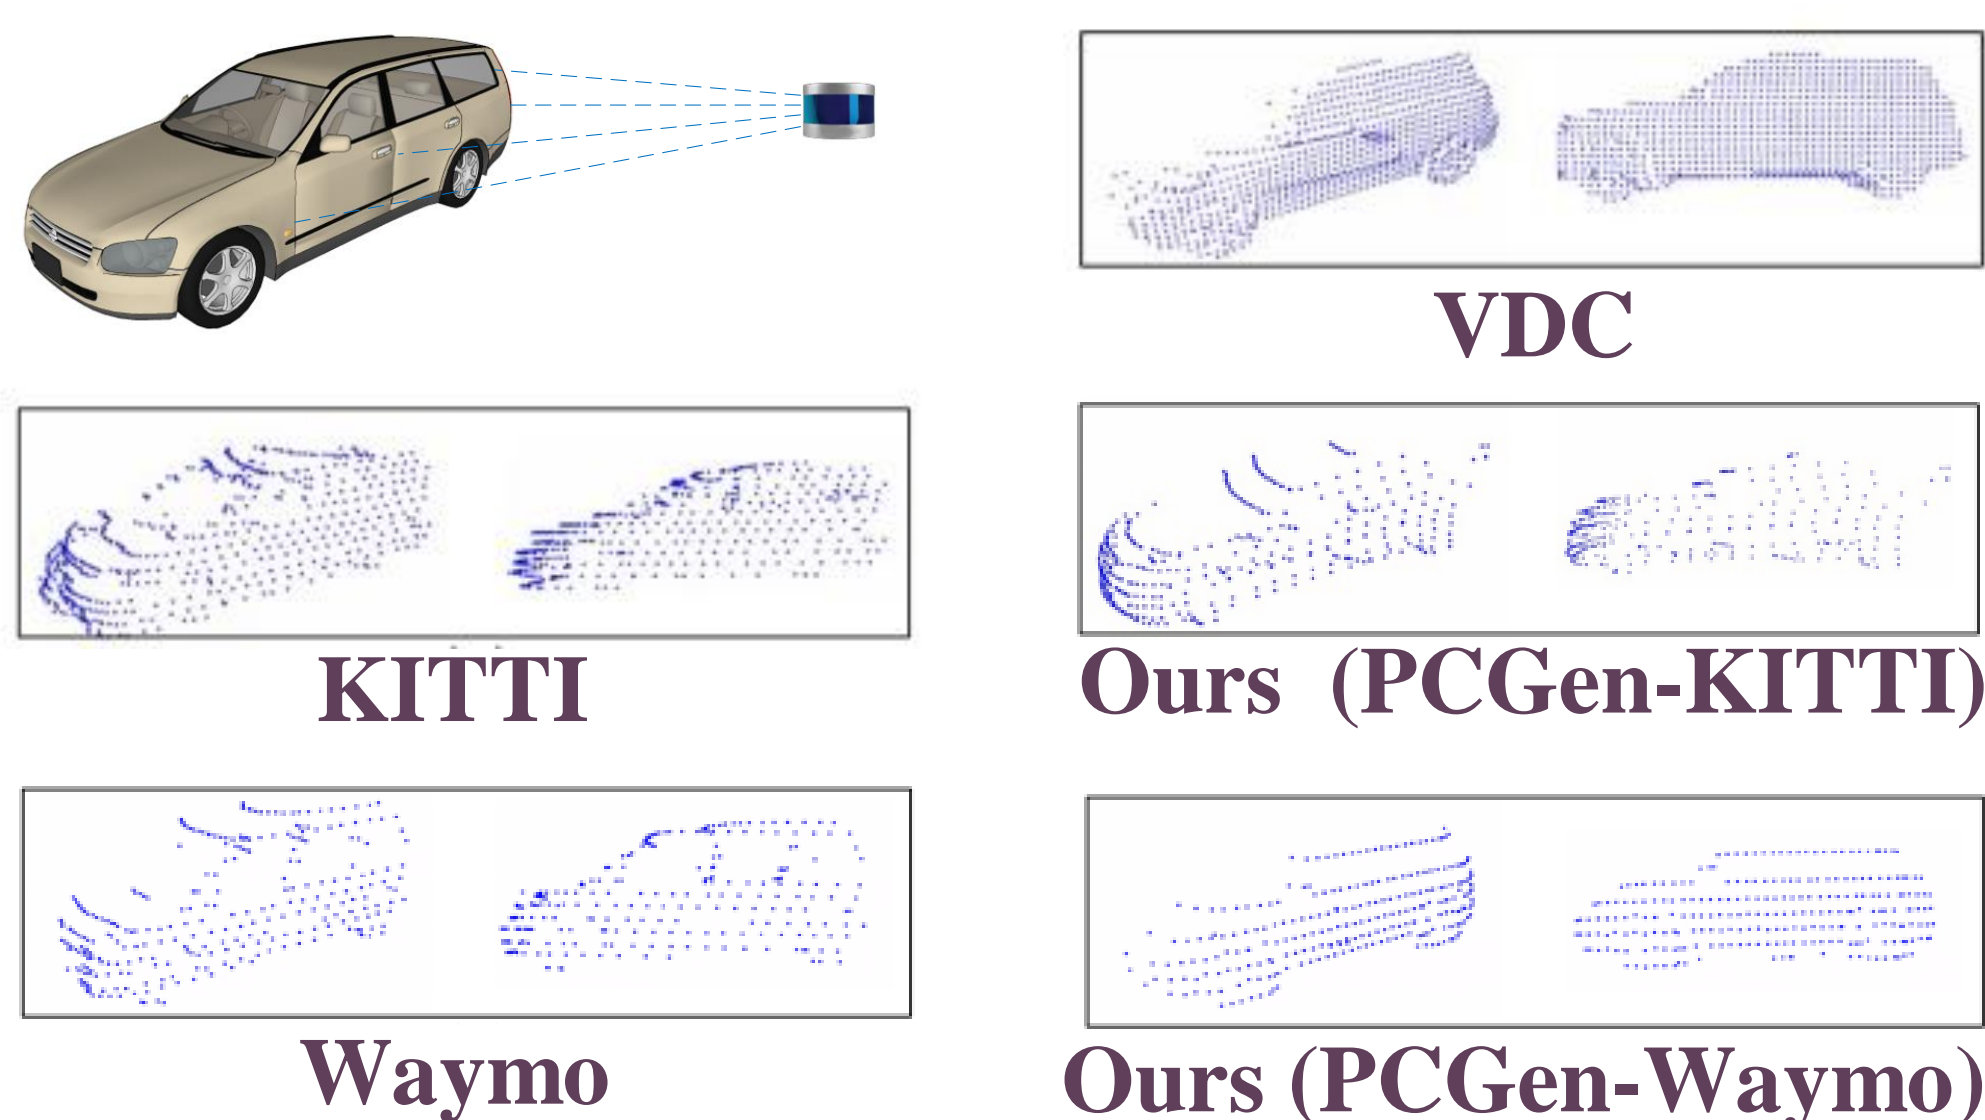 VDC
KITTI
Ours (PCGen-KITTI)
Waymo
Ours (PCGen-Waymo)